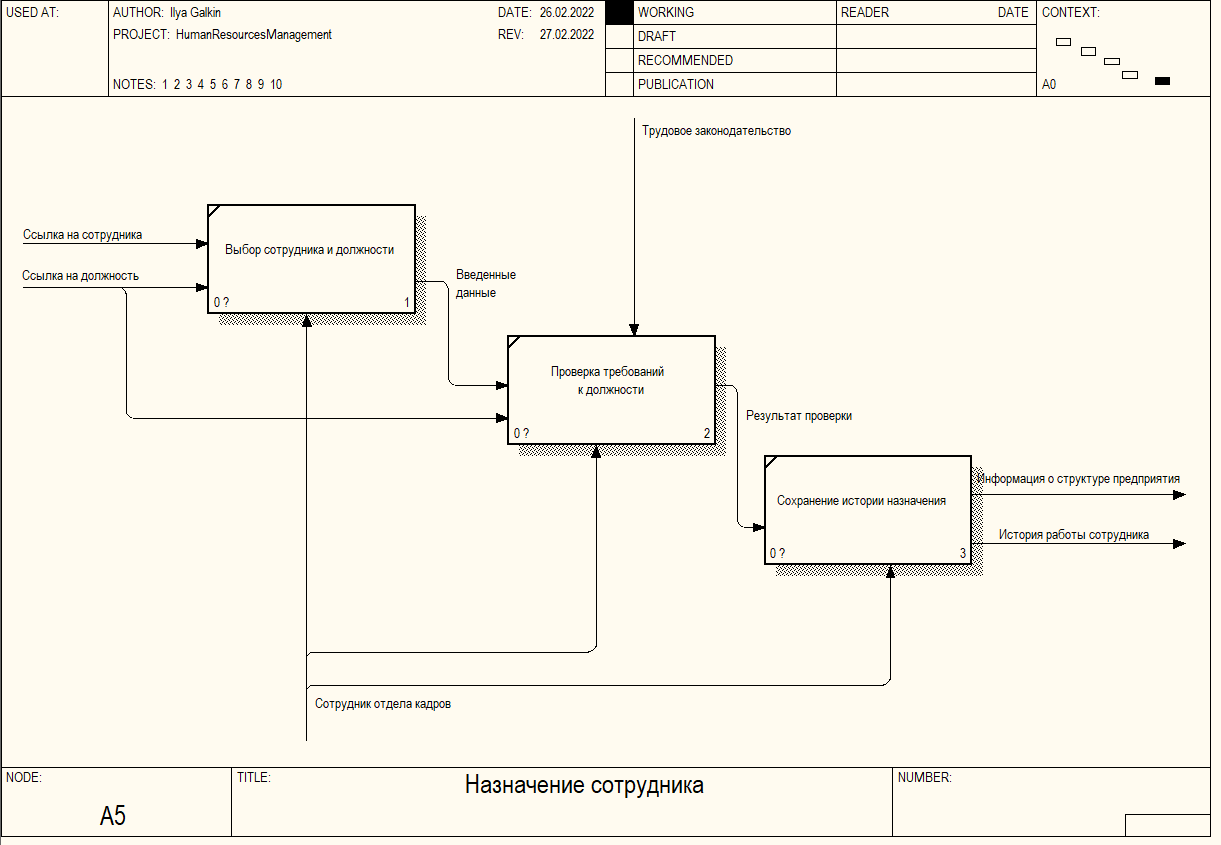 USED AT:
AUTHOR: Ilya Galkin
DATE: 26.02.2022
PROJECT: HumanResourcesManagement
REV: 27.02.2022
NOTES: 1 2 3 4 5 6 7 8 9 10
WORKING
DRAFT
RECOMMENDED
PUBLICATION
READER DATE
CONTEXT:
A0
Трудовое законодательство
Ссылка на сотрудника
Ссылка на должность
Выбор сотрудника и должности
0 ? 1
Введенные
данные
Проверка требований
к должности
0 ? 2
Результат проверки
Сохранение истории назначения
0 ? 3
Информация о структуре предприятия
История работы сотрудника
Сотрудник отдела кадров
NODE:
A5
TITLE:
Назначение сотрудника
NUMBER: